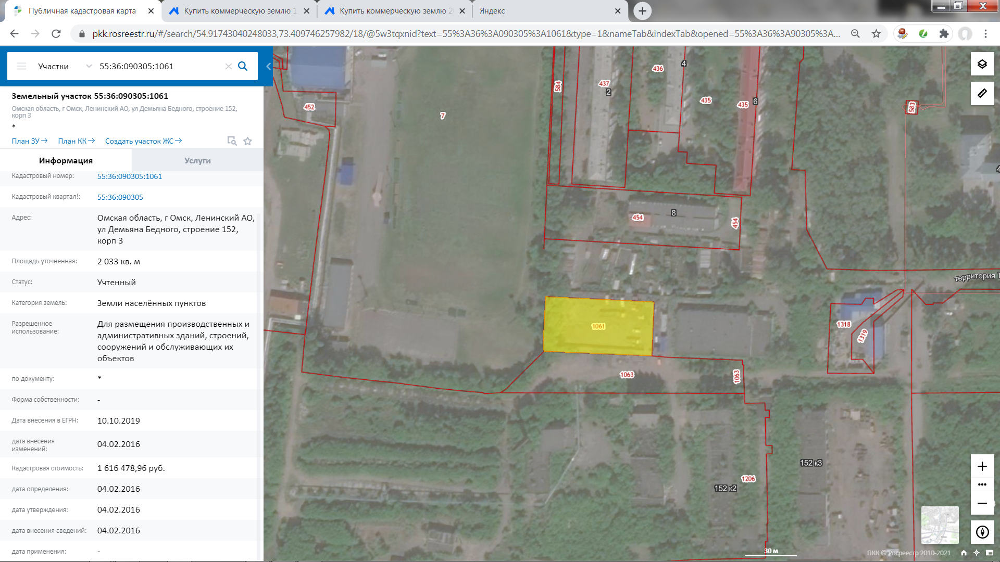 Публичная кадастровая карта
Купить коммерческую землю 1
Купить коммерческую землю 2
Яндекс
pkk.rosreestr.ru/#/search/54.91743040248033,73.409746257982/18/@5w3tqxnid?text=55%3A36%3A090305%3A1061&type=1&nameTab&indexTab&opened=55%3A36%3A90305%3A...
Участки
55:36:090305:1061
Земельный участок 55:36:090305:1061
Омская область, г Омск, Ленинский АО, ул Демьяна Бедного, строение 152,
корп 3
*
План ЗУ→
План КК→
Создать участок ЖС→
Информация
Услуги
Кадастровый номер:
55:36:090305:1061
Кадастровый квартал!:
55:36:090305
Адрес:
Омская область, г Омск, Ленинский АО,
ул Демьяна Бедного, строение 152,
корп 3
Площадь уточненная:
2 033 кв. м
Статус:
Учтенный
Категория земель:
Земли населённых пунктов
Разрешенное
использование:
Для размещения производственных и
административных зданий, строений,
сооружений и обслуживающих их
объектов
по документу:
*
Форма собственности:
-
Дата внесения в ЕГРН:
10.10.2019
дата внесения
изменений:
04.02.2016
Кадастровая стоимость:
1 616 478,96 руб.
дата определения:
04.02.2016
дата утверждения:
04.02.2016
дата внесения сведений:
04.02.2016
дата применения:
-
452
7
584
437
2
436
4
435
435
6
583
4
454
8
454
территория Т
1061
1318
1319
1063
1063
152 к3
1206
152 к2
30 м
ПКК © Росреестр 2010-2021